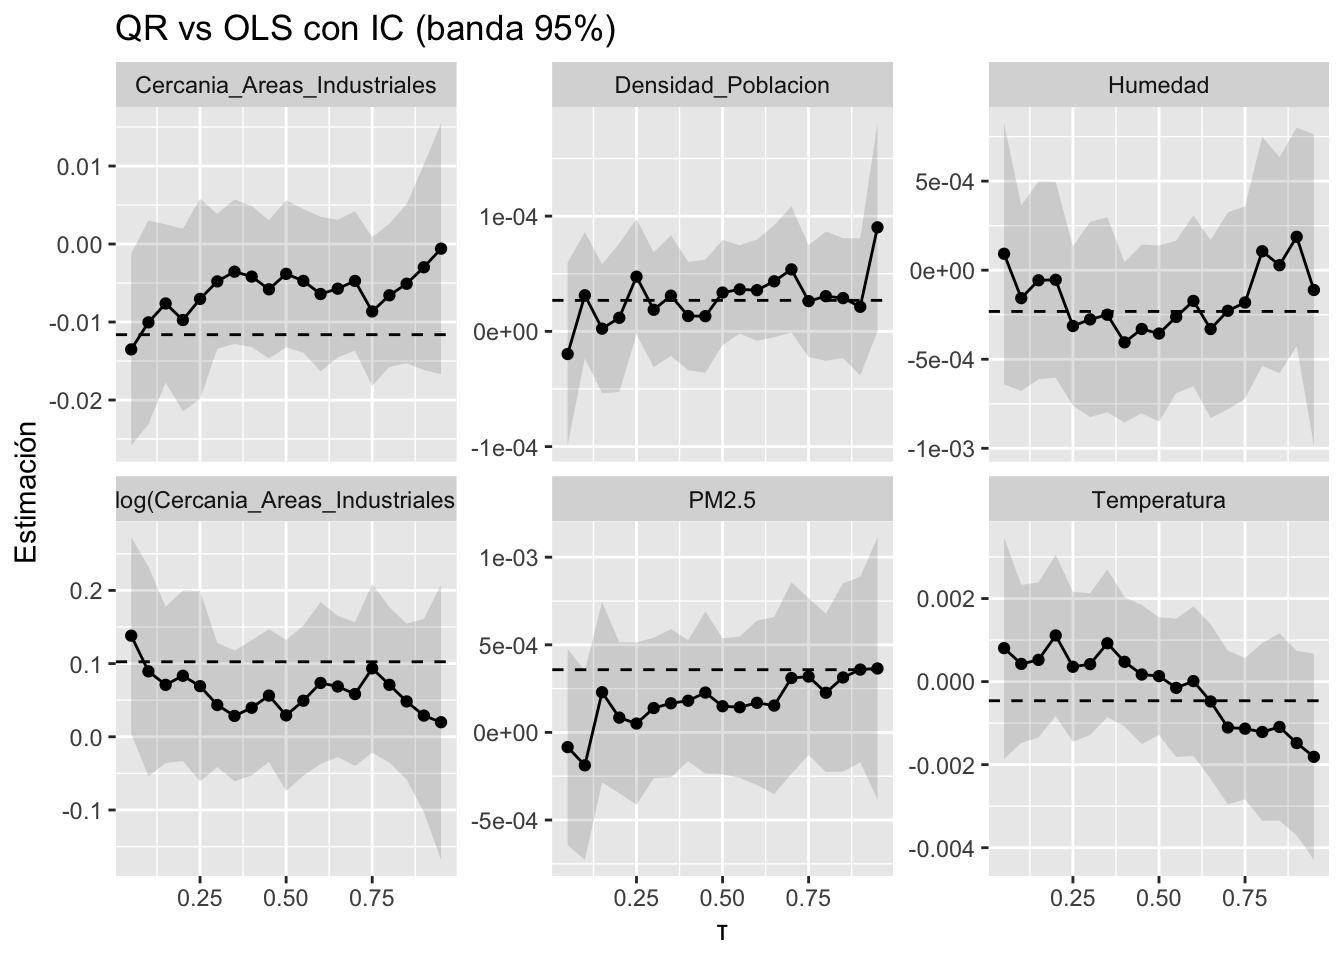 QR vs OLS con IC (banda 95%)
Cercania_Areas_Industriales
Densidad_Poblacion
Humedad
0.01
0.00
-0.01
-0.02
1e-04
0e+00
-1e-04
5e-04
0e+00
-5e-04
-1e-03
Estimación
log(Cercania_Areas_Industriales
PM2.5
Temperatura
0.2
0.1
0.0
-0.1
1e-03
5e-04
0e+00
-5e-04
0.002
0.000
-0.002
-0.004
0.25 0.50 0.75
0.25 0.50 0.75
0.25 0.50 0.75
τ